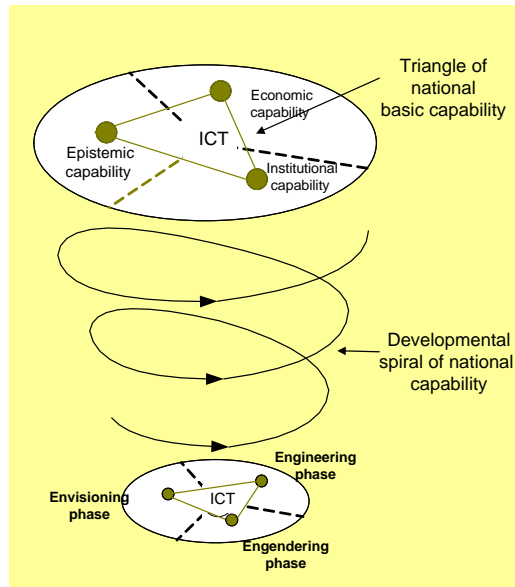 Triangle of
national
basic capability
Economic
capability
ICT
Epistemic
capability
Institutional
capability
Developmental
spiral of national
capability
Engineering
phase
Envisioning
phase
ICT
Engendering
phase